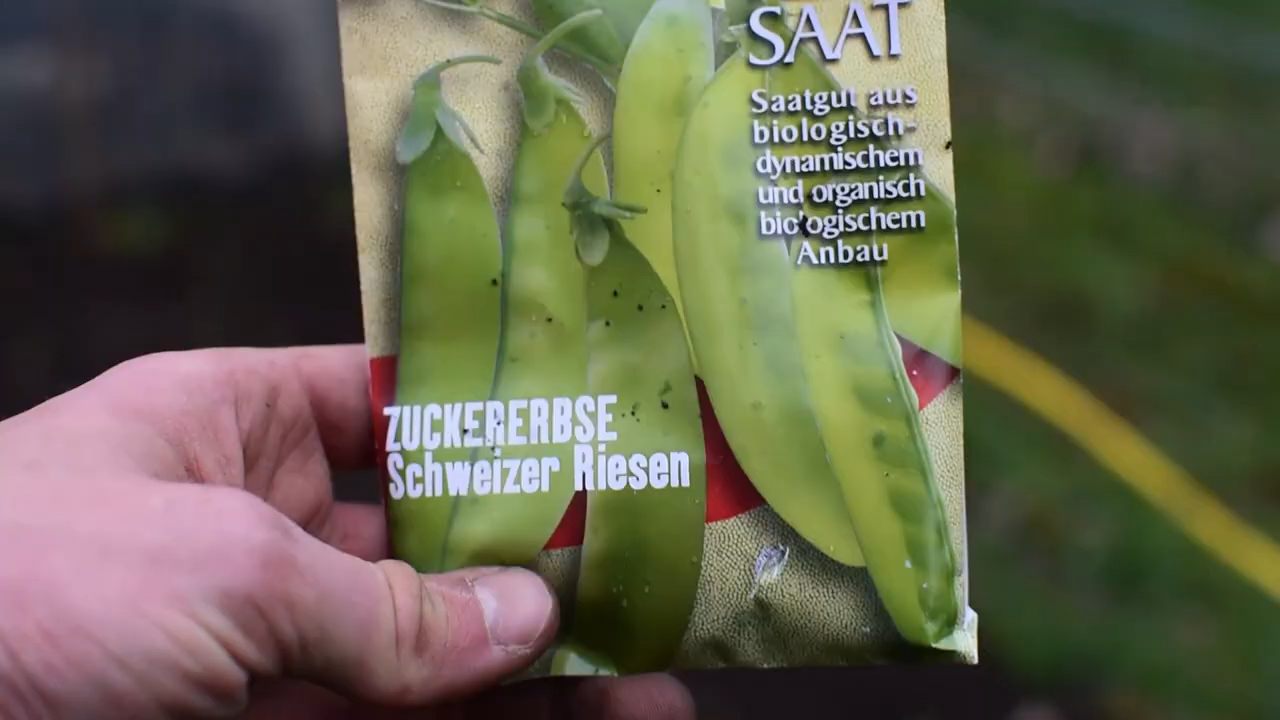 SAAT
Saatgut aus
biologisch-
dynamischem
und organisch
biologischem
Anbau
ZUCKERERBSE
Schweizer Riesen